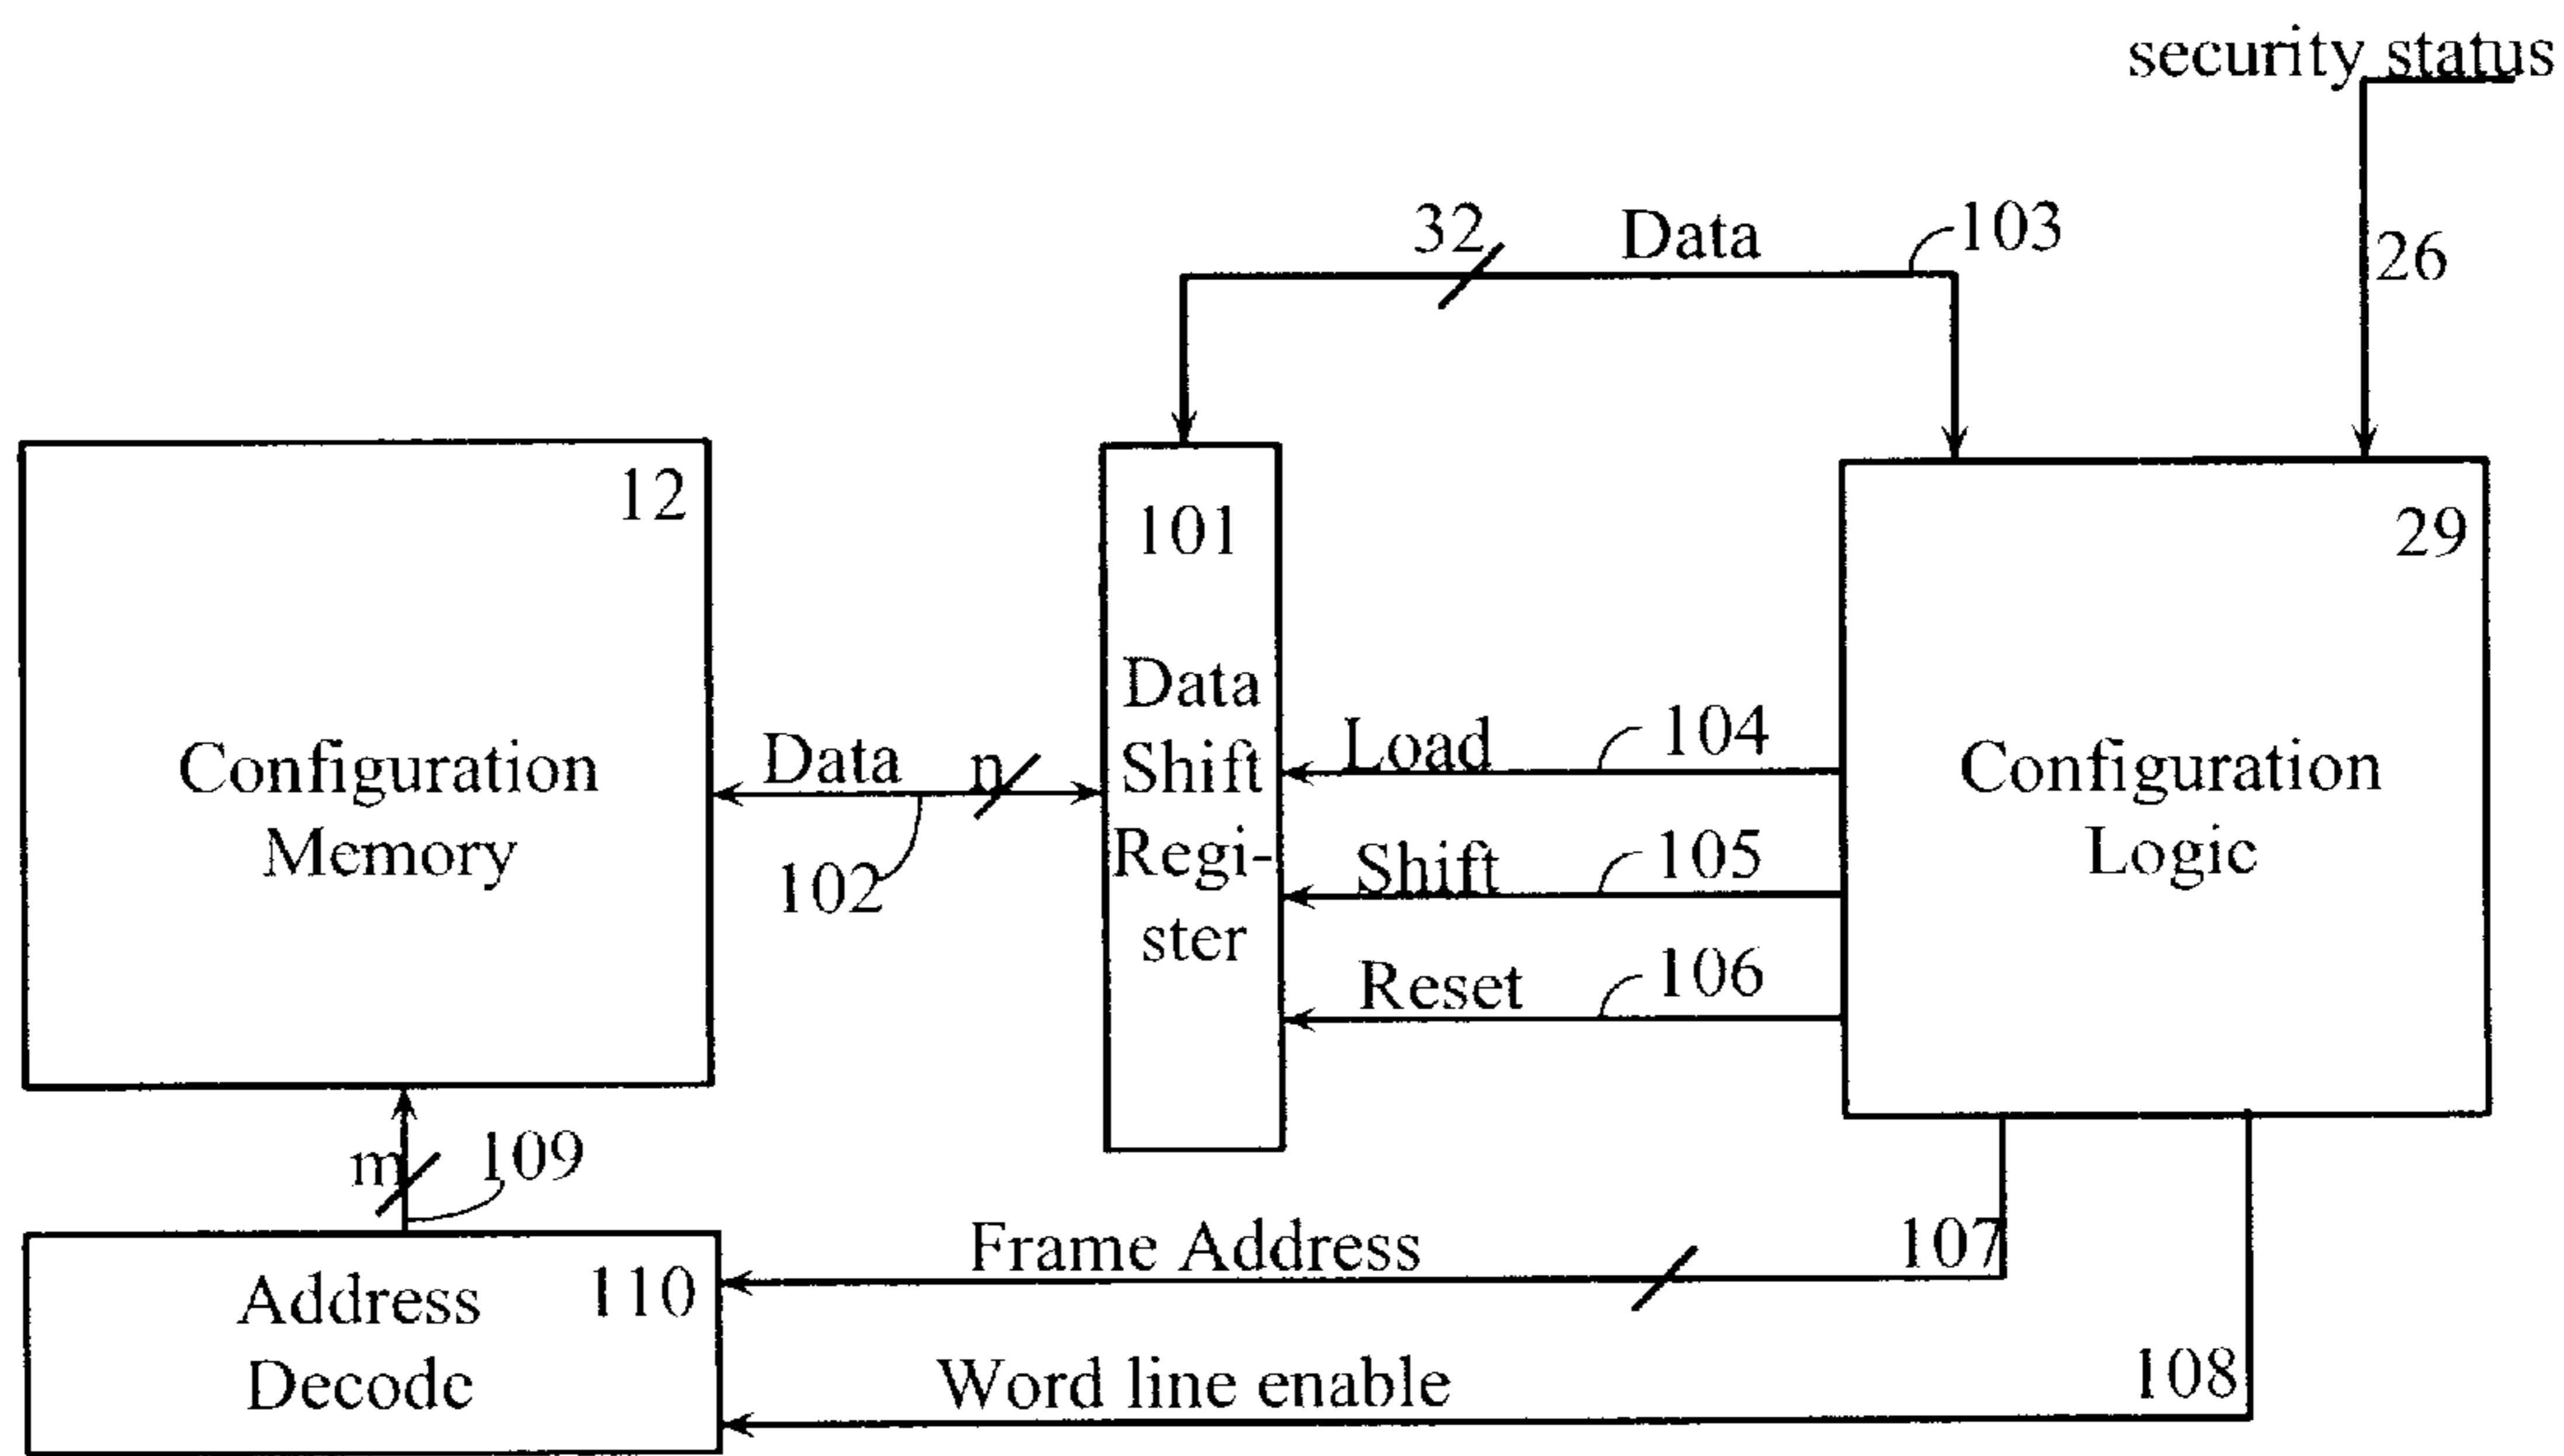 security status
26
32
Data
103
12
Configuration
Memory
Data
n
102
101
Data
Shift
Regi-
ster
Load
104
Shift
105
Reset
106
29
Configuration
Logic
m
109
Address
Decode
110
Frame Address
107
Word line enable
108